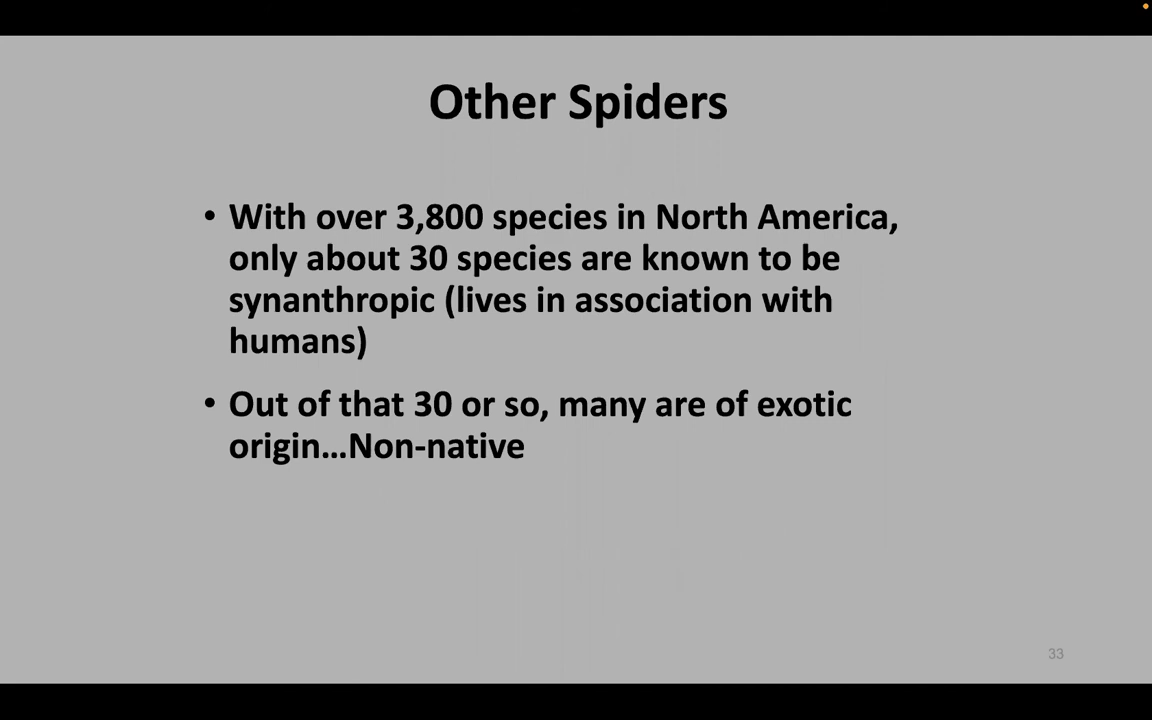 Other Spiders
• With over 3,800 species in North America,
only about 30 species are known to be
synanthropic (lives in association with
humans)
• Out of that 30 or so, many are of exotic
origin…Non-native
33